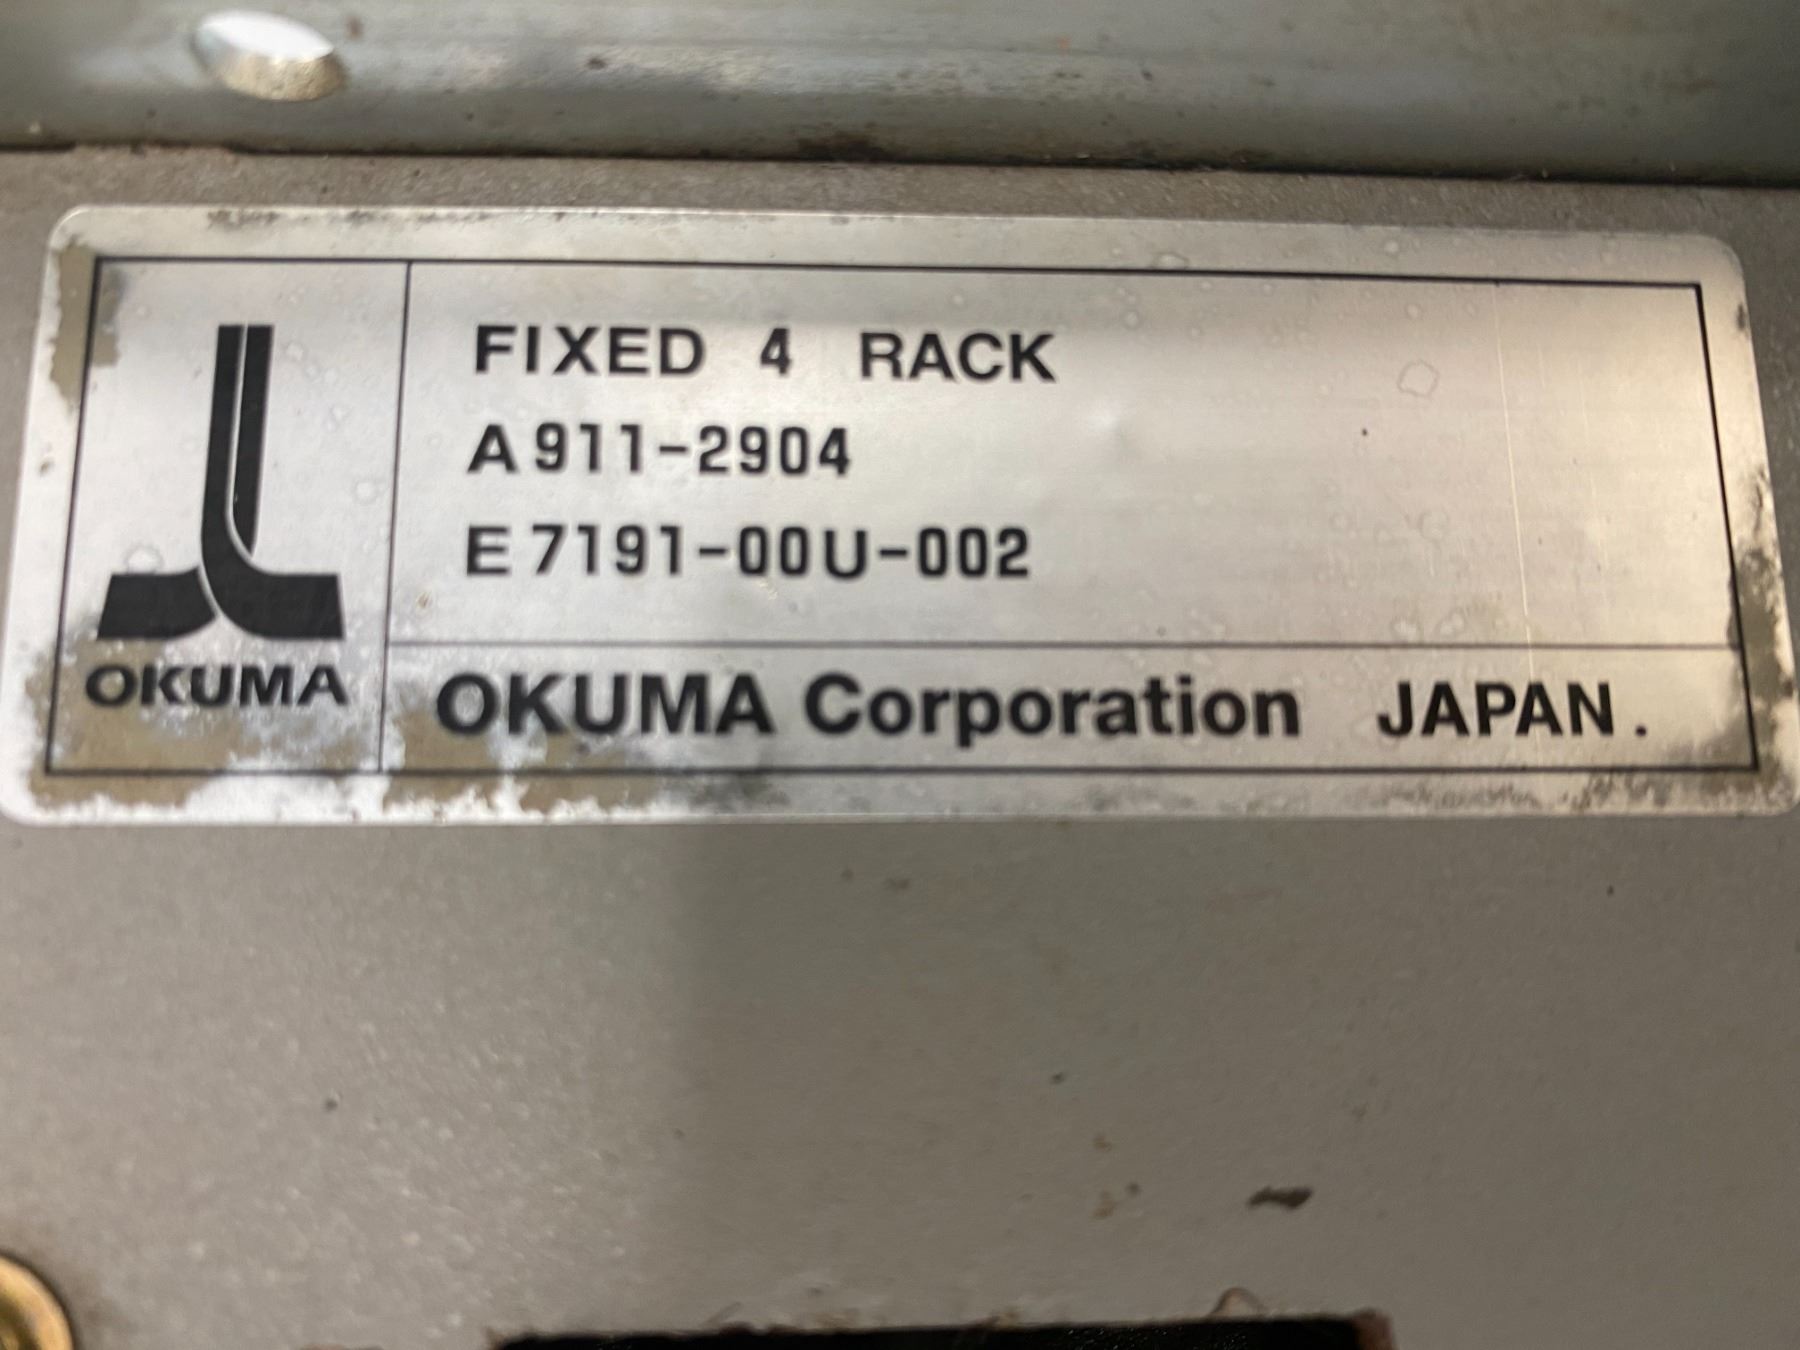 FIXED 4 RACK
A911-2904
E7191-00U-002
OKUMA
OKUMA Corporation JAPAN.